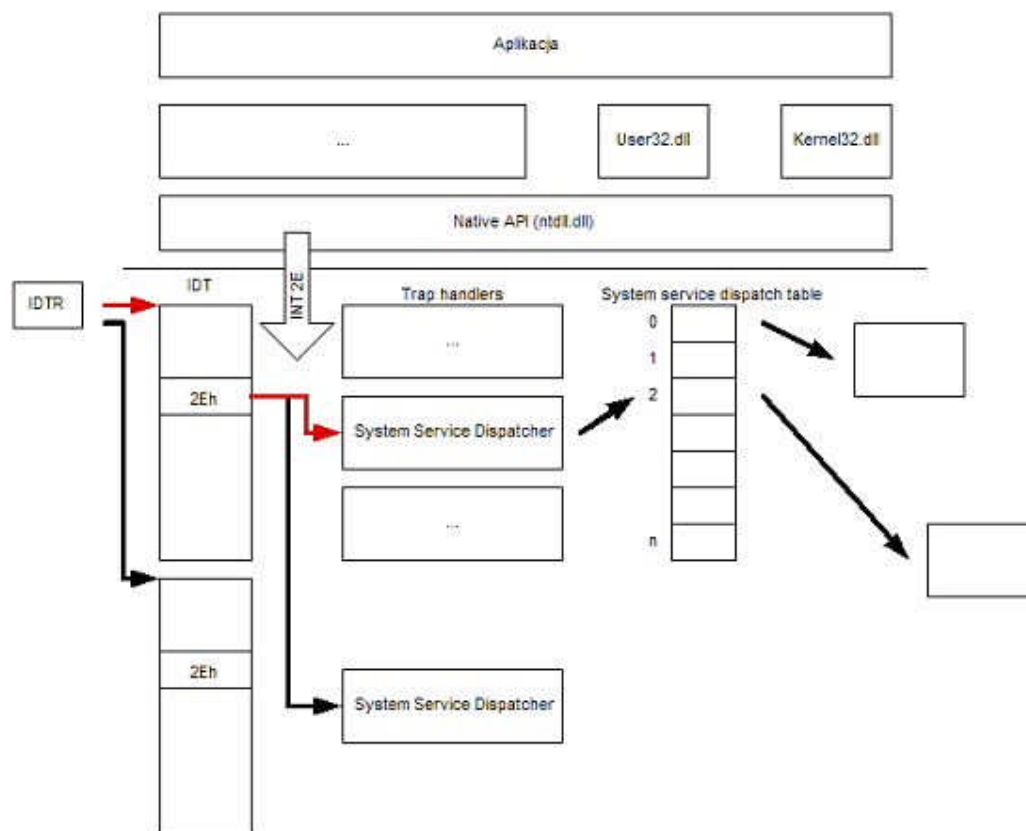 Aplikacja
...
User32.dll
Kernel32.dll
Native API (ntdll.dll)
INT 2E
IDTR
IDT
Trap handlers
System service dispatch table
...
0
1
2
2Eh
System Service Dispatcher
...
n
2Eh
System Service Dispatcher